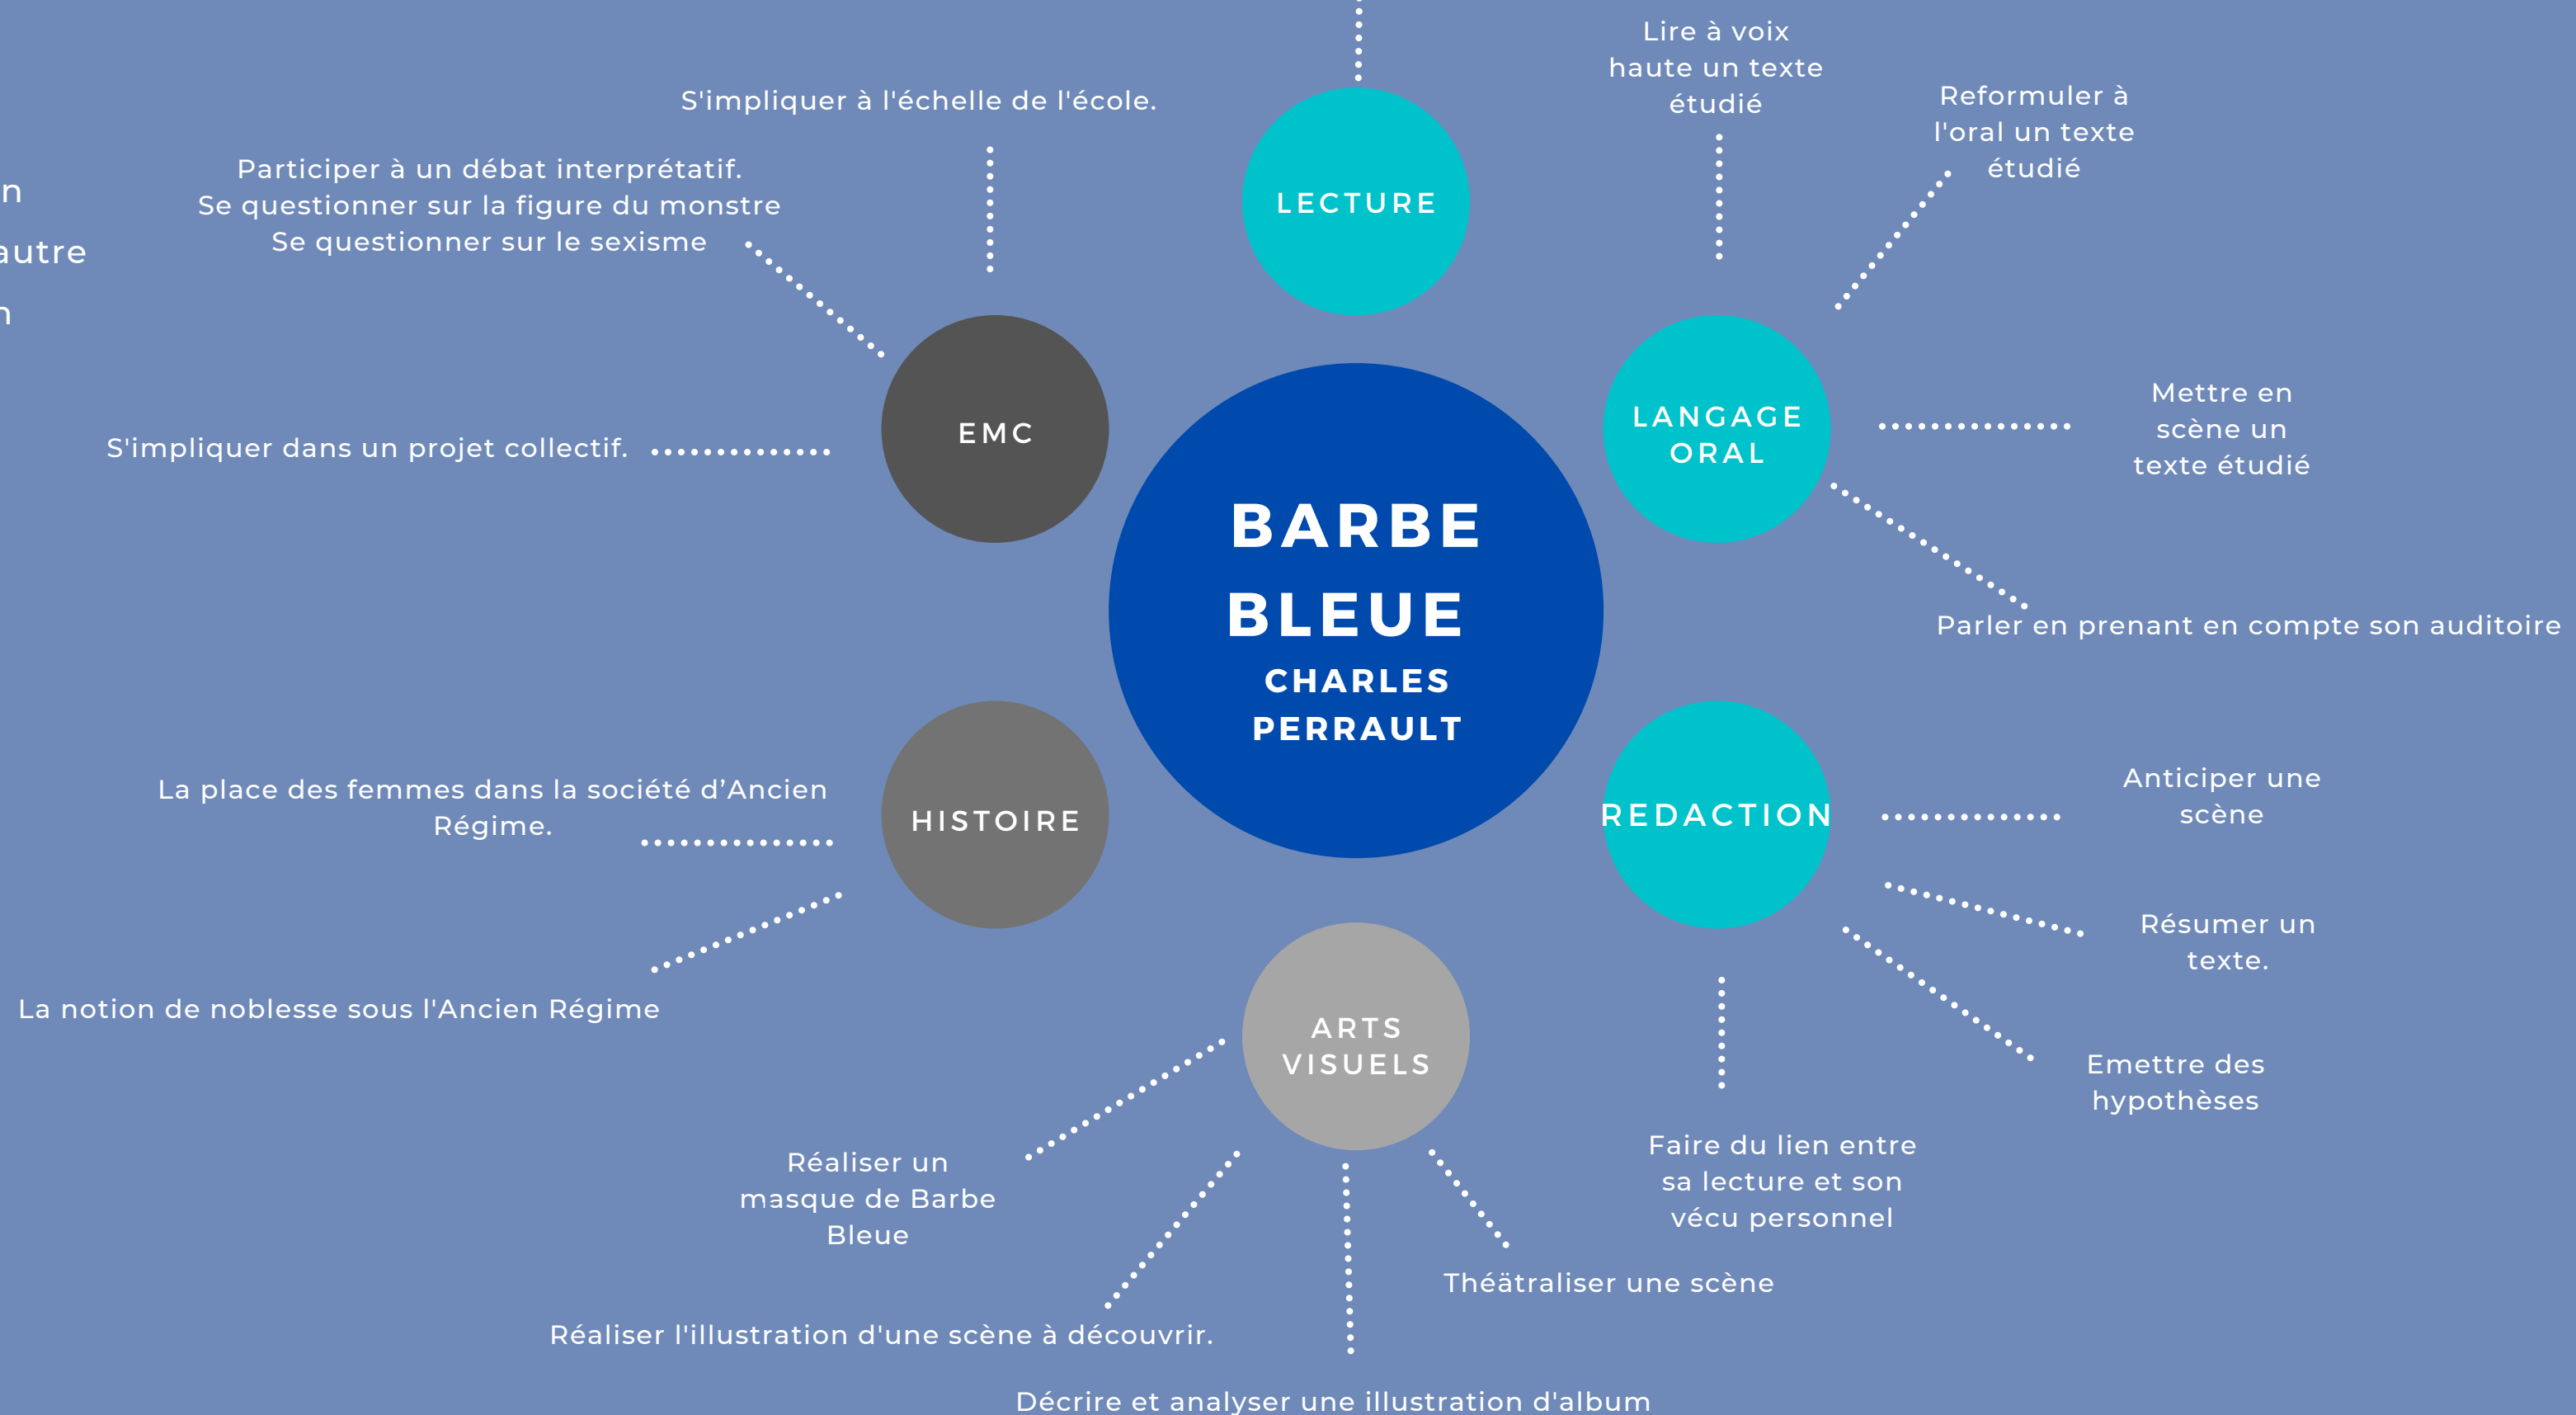 Lire à voix
haute un texte
étudié
S'impliquer à l'échelle de l'école.
Reformuler à
l'oral un texte
étudié
Participer à un débat interprétatif.
Se questionner sur la figure du monstre
Se questionner sur le sexisme
n
autre
n
LECTURE
EMC
LANGAGE
ORAL
Mettre en
scène un
texte étudié
S'impliquer dans un projet collectif.
BARBE
BLEUE
CHARLES
PERRAULT
Parler en prenant en compte son auditoire
HISTOIRE
La place des femmes dans la société d’Ancien
Régime.
La notion de noblesse sous l'Ancien Régime
REDACTION
Anticiper une
scène
Résumer un
texte.
Emettre des
hypothèses
Faire du lien entre
sa lecture et son
vécu personnel
ARTS
VISUELS
Réaliser un
masque de Barbe
Bleue
Théätraliser une scène
Réaliser l'illustration d'une scène à découvrir.
Décrire et analyser une illustration d'album